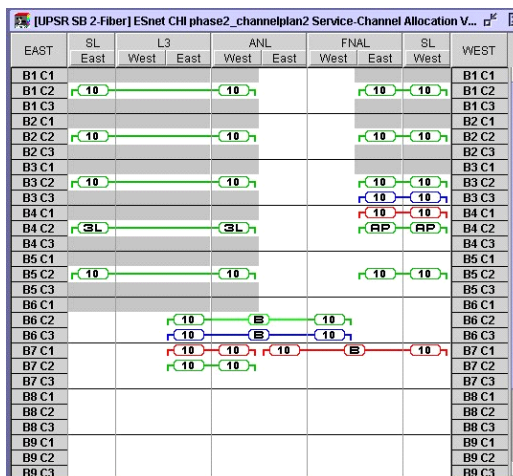 [UPSR SB 2-Fiber] ESnet CHI phase2_channelplan2 Service-Channel Allocation V...
EAST SL L3 ANL FNAL SL WEST
East West East West East West East West
B1 C1 B1 C1
B1 C2 10 10 10 10 B1 C2
B1 C3 B1 C3
B2 C1 B2 C1
B2 C2 10 10 10 10 B2 C2
B2 C3 B2 C3
B3 C1 B3 C1
B3 C2 10 10 10 10 B3 C2
B3 C3 10 10 B3 C3
B4 C1 10 10 B4 C1
B4 C2 3L 3L AP AP B4 C2
B4 C3 B4 C3
B5 C1 B5 C1
B5 C2 10 10 10 10 B5 C2
B5 C3 B5 C3
B6 C1 B6 C1
B6 C2 10 B 10 B6 C2
B6 C3 10 B 10 B6 C3
B7 C1 10 10 10 B 10 B7 C1
B7 C2 10 10 B7 C2
B7 C3 B7 C3
B8 C1 B8 C1
B8 C2 B8 C2
B8 C3 B8 C3
B9 C1 B9 C1
B9 C2 B9 C2
B9 C3 B9 C3